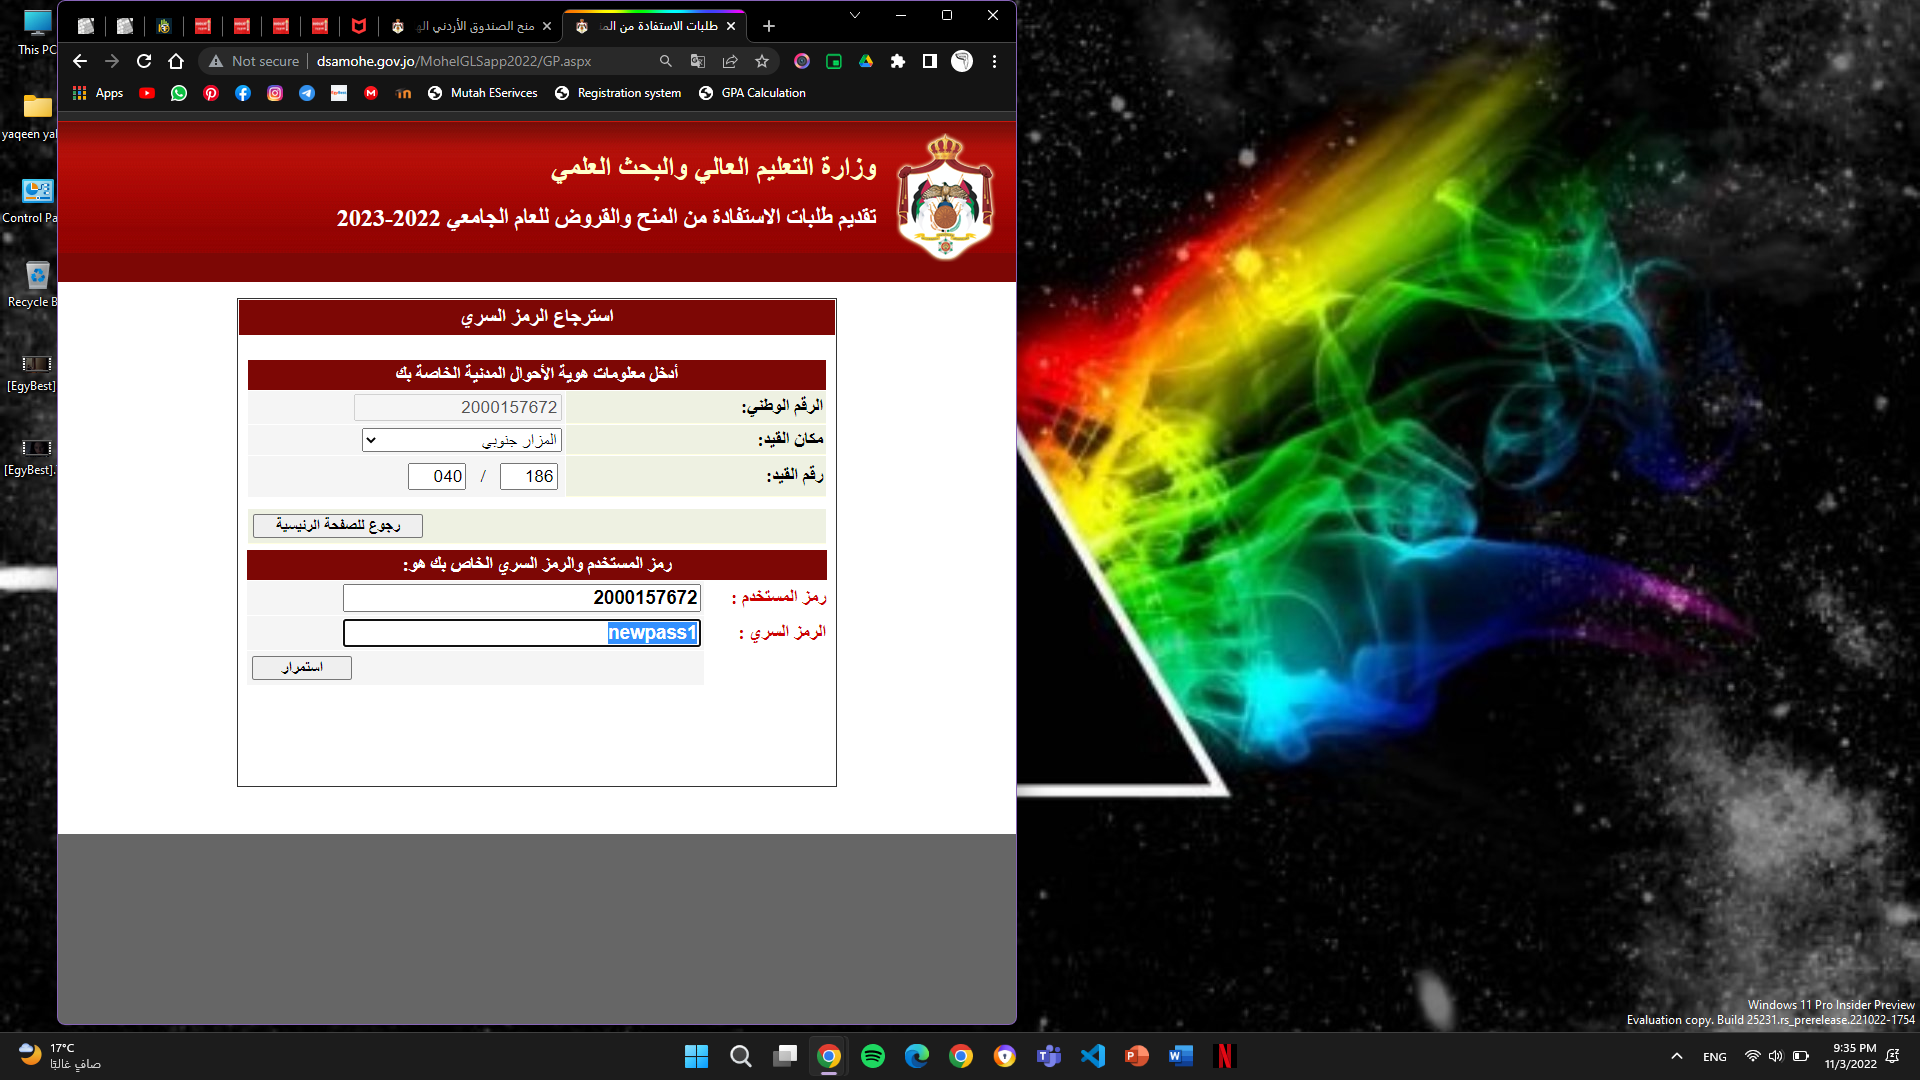 This PC
yaqeen yal
Control Pa
Recycle B
[EgyBest]
[EgyBest].
منح الصندوق الأردني اله
طلبات الاستفادة من المن
Not secure
dsamohe.gov.jo/MohelGLSapp2022/GP.aspx
Apps
Mutah ESerivces
Registration system
GPA Calculation
وزارة التعليم العالي والبحث العلمي
تقديم طلبات الاستفادة من المنح والقروض للعام الجامعي 2022-2023
استرجاع الرمز السري
أدخل معلومات هوية الأحوال المدنية الخاصة بك
الرقم الوطني:
2000157672
مكان القيد:
المزار جنوبي
رقم القيد:
186 / 040
رجوع للصفحة الرئيسية
رمز المستخدم والرمز السري الخاص بك هو:
رمز المستخدم :
2000157672
الرمز السري :
newpass1
استمرار
Windows 11 Pro Insider Preview
Evaluation copy. Build 25231.rs_prerelease.221022-1754
17°C
صافٍ غالبًا
ENG
9:35 PM
11/3/2022